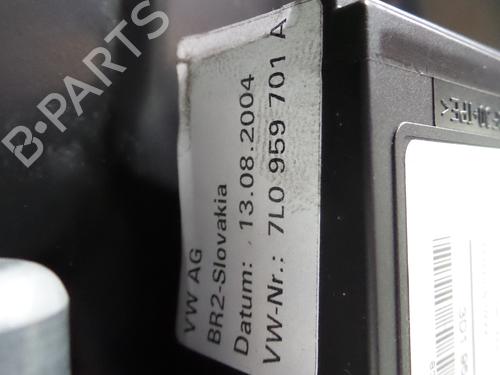 B-PARTS
VW AG
BR2-Slovakia
Datum: 13.08.2004
VW-Nr.: 7L0 959 701 A